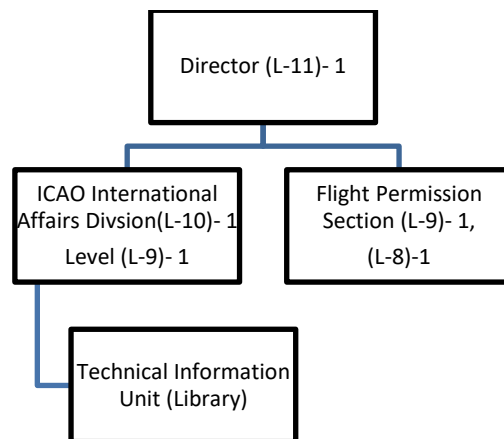 Director (L-11)- 1
ICAO International
Affairs Divsion(L-10)- 1
Level (L-9)- 1
Flight Permission
Section (L-9)- 1,
(L-8)-1
Technical Information
Unit (Library)